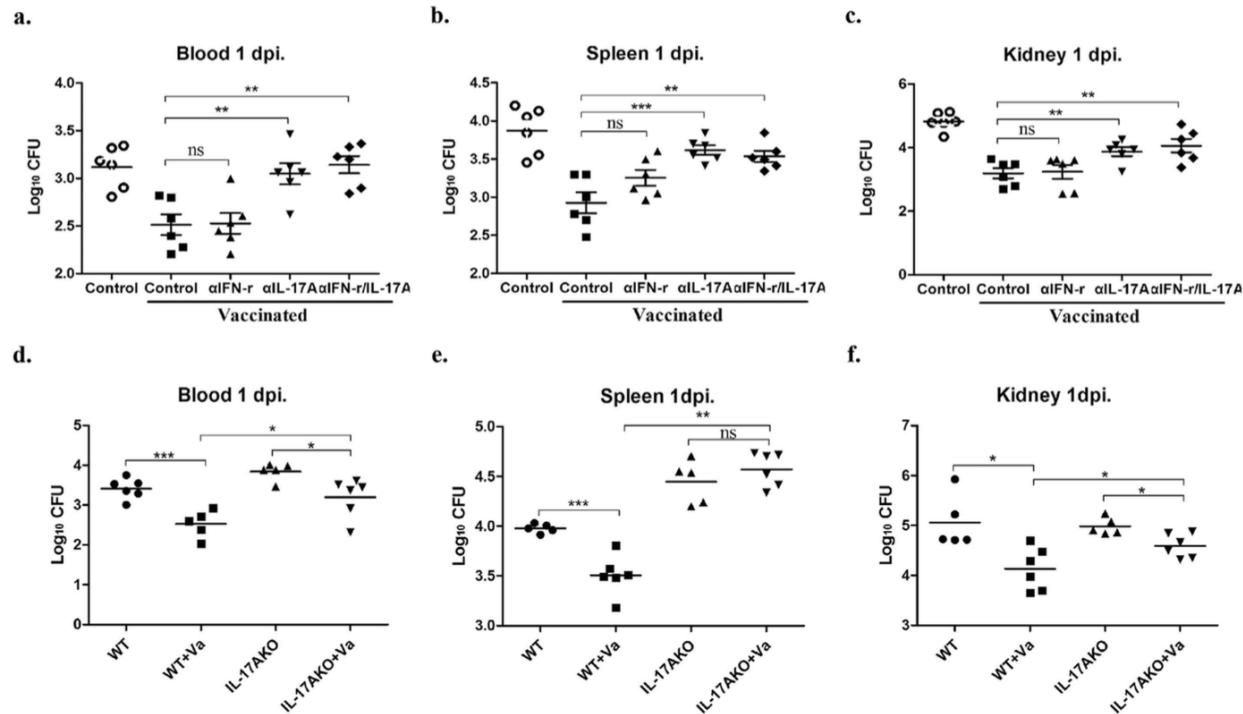 a.
Blood 1 dpi.
Log₁₀ CFU
4.0
3.5
3.0
2.5
2.0
**
**
ns
Control Control αIFN-r αIL-17A αIFN-r/IL-17A
Vaccinated
b.
Spleen 1 dpi.
Log₁₀ CFU
4.5
4.0
3.5
3.0
2.5
2.0
**
***
ns
Control Control αIFN-r αIL-17A αIFN-r/IL-17A
Vaccinated
c.
Kidney 1 dpi.
Log₁₀ CFU
6
4
2
0
**
**
ns
Control Control αIFN-r αIL-17A αIFN-r/IL-17A
Vaccinated
d.
Blood 1 dpi.
Log₁₀ CFU
5
4
3
2
1
0
*
***
*
WT WT+Va IL-17AKO IL-17AKO+Va
e.
Spleen 1dpi.
Log₁₀ CFU
5.0
4.5
4.0
3.5
3.0
**
ns
***
WT WT+Va IL-17AKO IL-17AKO+Va
f.
Kidney 1dpi.
Log₁₀ CFU
7
6
5
4
3
*
*
*
WT WT+Va IL-17AKO IL-17AKO+Va